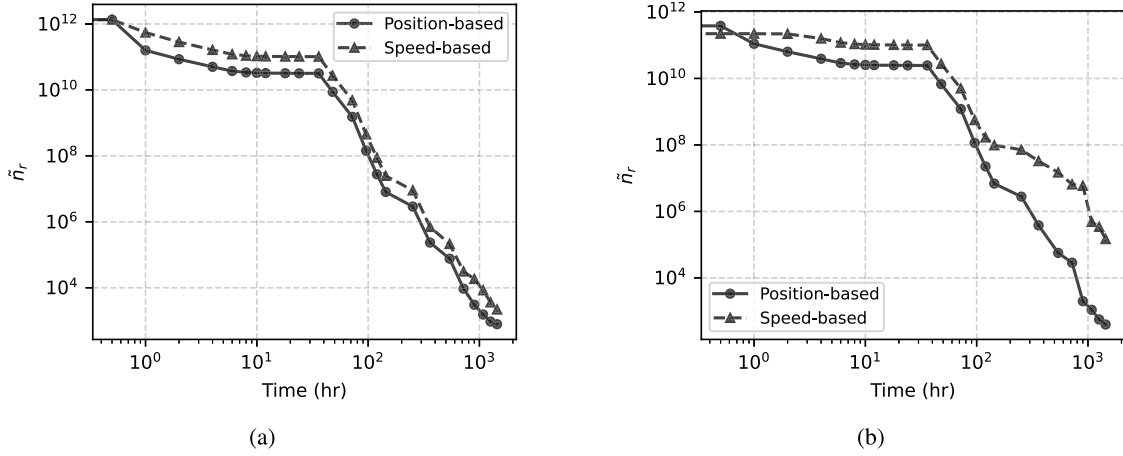 10^12
10^10
10^8
10^6
10^4
ñ_r
Position-based
Speed-based
10^0
10^1
10^2
10^3
Time (hr)
(a)
10^12
10^10
10^8
10^6
10^4
ñ_r
Position-based
Speed-based
10^0
10^1
10^2
10^3
Time (hr)
(b)